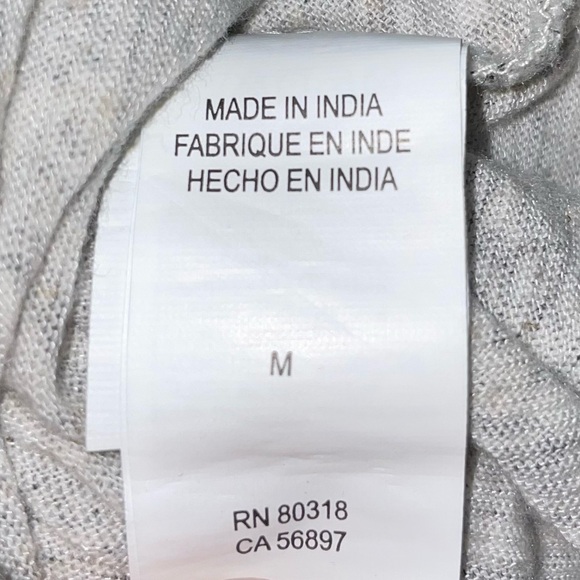 MADE IN INDIA
FABRIQUE EN INDE
HECHO EN INDIA
M
RN 80318
CA 56897